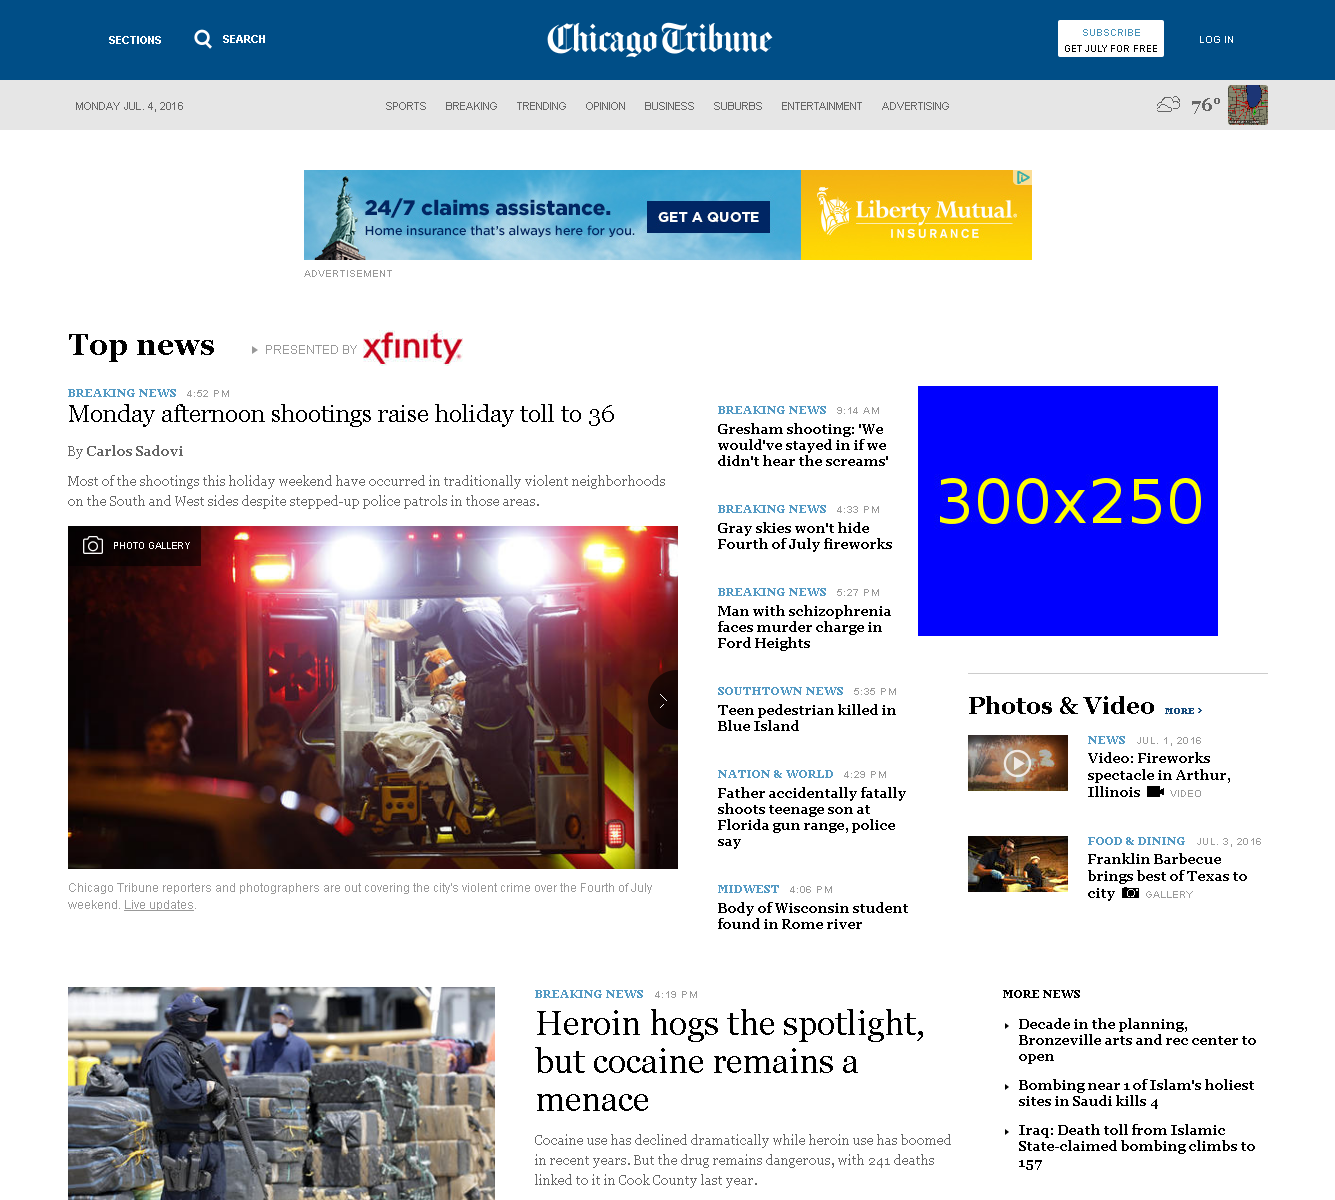 SECTIONS
SEARCH
Chicago Tribune
SUBSCRIBE
GET JULY FOR FREE
LOG IN
MONDAY JUL. 4, 2016
SPORTS BREAKING TRENDING OPINION BUSINESS SUBURBS ENTERTAINMENT ADVERTISING
76°
24/7 claims assistance.
Home insurance that's always here for you.
GET A QUOTE
Liberty Mutual.
INSURANCE
ADVERTISEMENT
Top news
PRESENTED BY xfinity
BREAKING NEWS 4:52 PM
Monday afternoon shootings raise holiday toll to 36
By Carlos Sadovi
Most of the shootings this holiday weekend have occurred in traditionally violent neighborhoods
on the South and West sides despite stepped-up police patrols in those areas.
PHOTO GALLERY
Chicago Tribune reporters and photographers are out covering the city's violent crime over the Fourth of July
weekend. Live updates.
BREAKING NEWS 9:14 AM
Gresham shooting: 'We
would've stayed in if we
didn't hear the screams'
BREAKING NEWS 4:33 PM
Gray skies won't hide
Fourth of July fireworks
BREAKING NEWS 5:27 PM
Man with schizophrenia
faces murder charge in
Ford Heights
SOUTHTOWN NEWS 5:35 PM
Teen pedestrian killed in
Blue Island
NATION & WORLD 4:29 PM
Father accidentally fatally
shoots teenage son at
Florida gun range, police
say
MIDWEST 4:06 PM
Body of Wisconsin student
found in Rome river
300x250
Photos & Video MORE >
NEWS JUL. 1, 2016
Video: Fireworks
spectacle in Arthur,
Illinois VIDEO
FOOD & DINING JUL. 3, 2016
Franklin Barbecue
brings best of Texas to
city GALLERY
BREAKING NEWS 4:19 PM
Heroin hogs the spotlight,
but cocaine remains a
menace
Cocaine use has declined dramatically while heroin use has boomed
in recent years. But the drug remains dangerous, with 241 deaths
linked to it in Cook County last year.
MORE NEWS
Decade in the planning,
Bronzeville arts and rec center to
open
Bombing near 1 of Islam's holiest
sites in Saudi kills 4
Iraq: Death toll from Islamic
State-claimed bombing climbs to
157